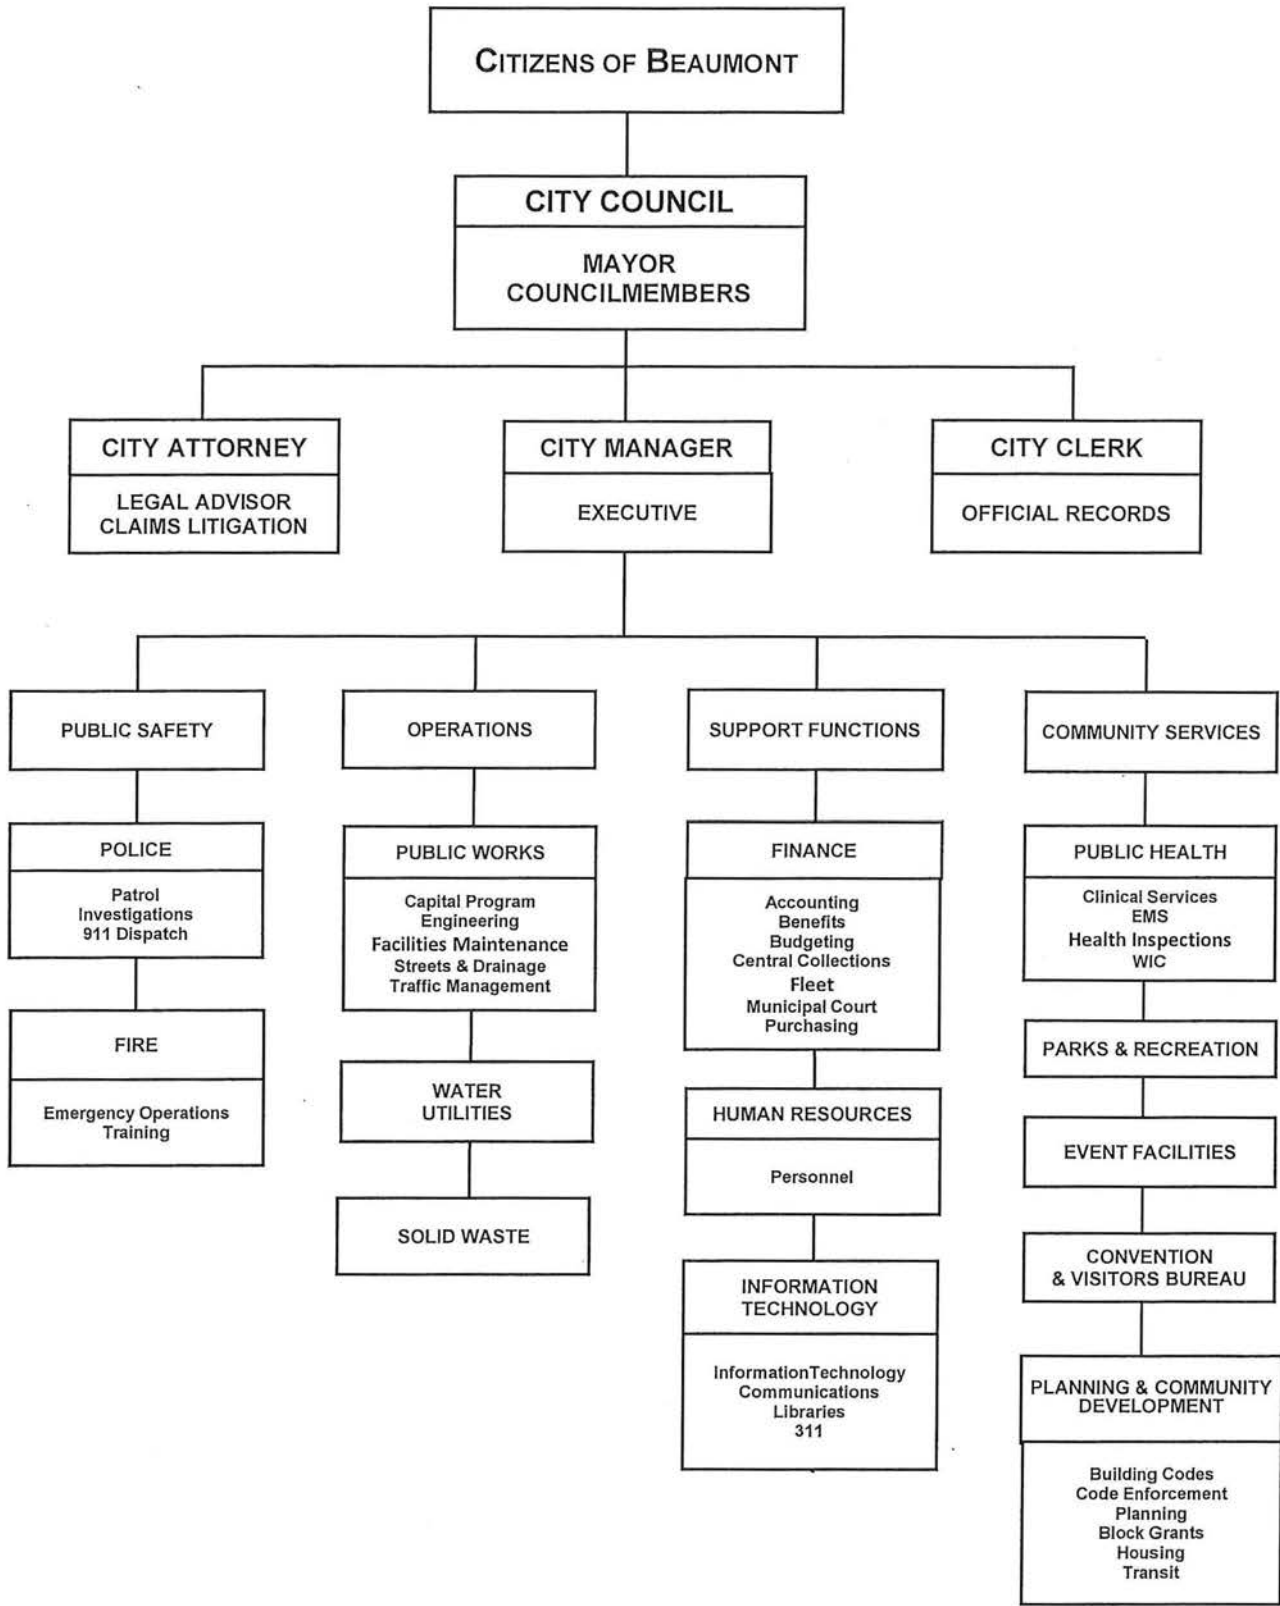 CITIZENS OF BEAUMONT
CITY COUNCIL
MAYOR
COUNCILMEMBERS
CITY ATTORNEY
LEGAL ADVISOR
CLAIMS LITIGATION
CITY MANAGER
EXECUTIVE
CITY CLERK
OFFICIAL RECORDS
PUBLIC SAFETY
POLICE
Patrol
Investigations
911 Dispatch
FIRE
Emergency Operations
Training
OPERATIONS
PUBLIC WORKS
Capital Program
Engineering
Facilities Maintenance
Streets & Drainage
Traffic Management
WATER
UTILITIES
SOLID WASTE
SUPPORT FUNCTIONS
FINANCE
Accounting
Benefits
Budgeting
Central Collections
Fleet
Municipal Court
Purchasing
HUMAN RESOURCES
Personnel
INFORMATION
TECHNOLOGY
InformationTechnology
Communications
Libraries
311
COMMUNITY SERVICES
PUBLIC HEALTH
Clinical Services
EMS
Health Inspections
WIC
PARKS & RECREATION
EVENT FACILITIES
CONVENTION
& VISITORS BUREAU
PLANNING & COMMUNITY
DEVELOPMENT
Building Codes
Code Enforcement
Planning
Block Grants
Housing
Transit